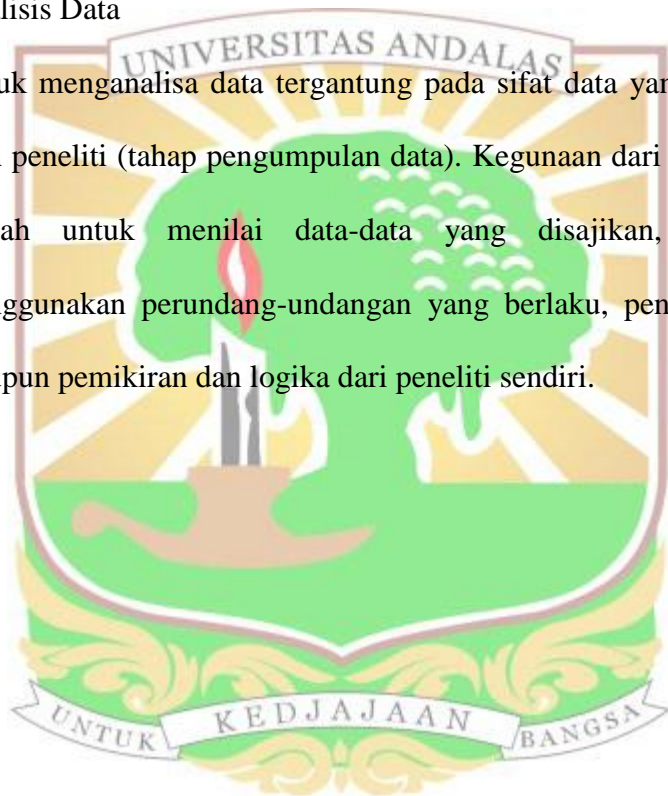 alisis Data
UNIVERSITAS ANDALAS
uk menganalisa data tergantung pada sifat data yan
peneliti (tahap pengumpulan data). Kegunaan dari
ah untuk menilai data-data yang disajikan,
ggunakan perundang-undangan yang berlaku, pen
pun pemikiran dan logika dari peneliti sendiri.
UNTUK KEDJAJAAN BANGSA